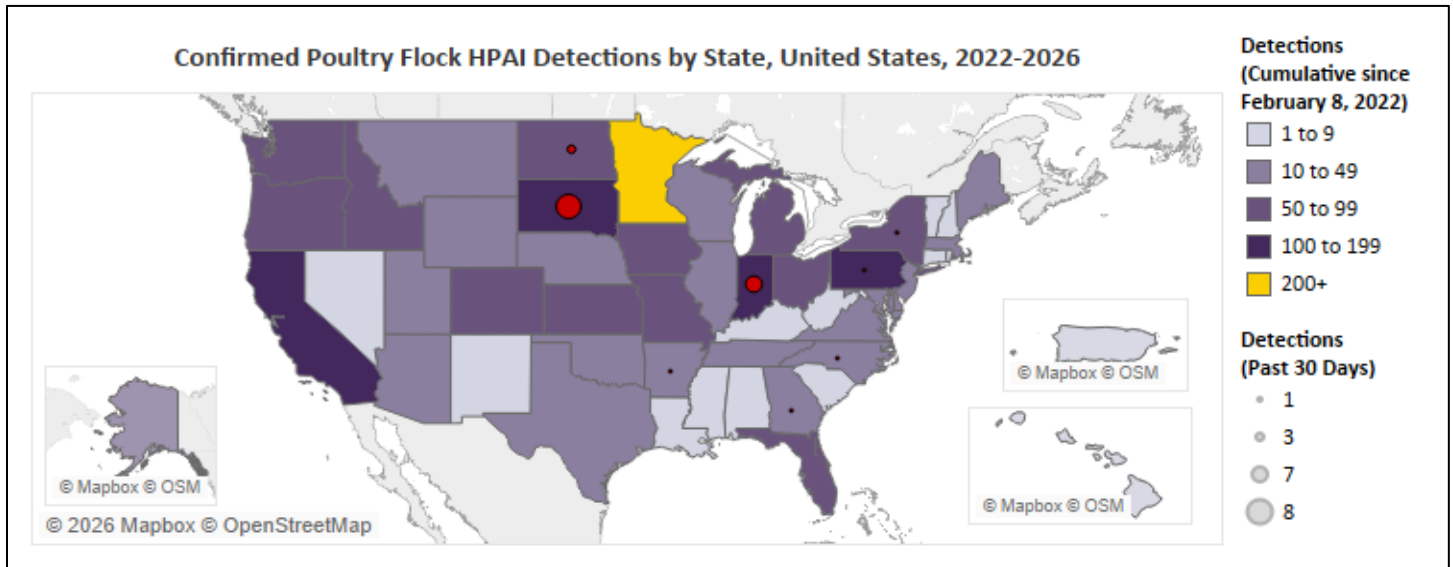 Confirmed Poultry Flock HPAI Detections by State, United States, 2022-2026
Detections
(Cumulative since
February 8, 2022)
1 to 9
10 to 49
50 to 99
100 to 199
200+
Detections
(Past 30 Days)
1
3
7
8
© Mapbox © OSM
© Mapbox © OSM
© Mapbox © OSM
© 2026 Mapbox © OpenStreetMap